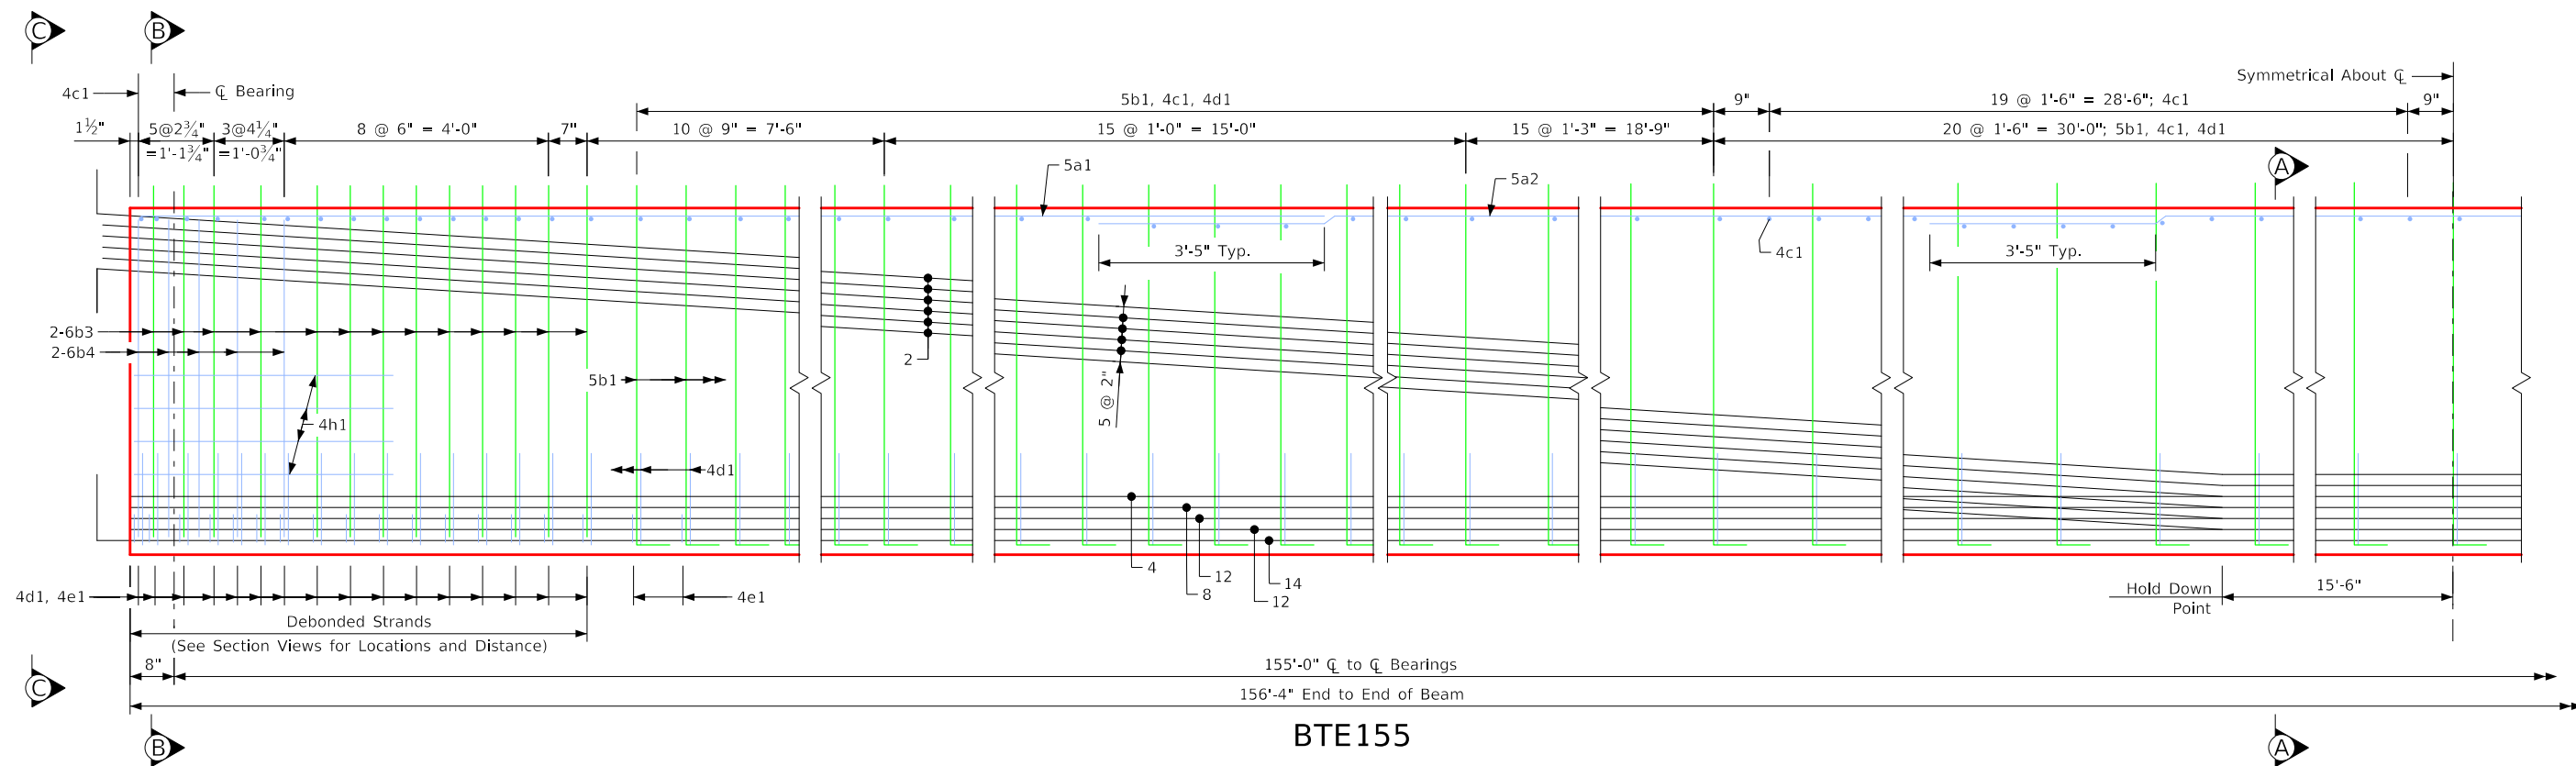 C
B
Symmetrical About ℄
4c1
℄ Bearing
5b1, 4c1, 4d1
9"
19 @ 1'-6" = 28'-6"; 4c1
9"
1½"
5@2¾"
=1'-1¾"
3@4¼"
=1'-0¾"
8 @ 6" = 4'-0"
7"
10 @ 9" = 7'-6"
15 @ 1'-0" = 15'-0"
15 @ 1'-3" = 18'-9"
20 @ 1'-6" = 30'-0"; 5b1, 4c1, 4d1
A
5a1
5a2
3'-5" Typ.
4c1
3'-5" Typ.
2-6b3
2-6b4
2
5b1
5 @ 2"
4h1
4d1
4
8
12
12
14
4d1, 4e1
4e1
Hold Down
Point
15'-6"
Debonded Strands
(See Section Views for Locations and Distance)
8"
155'-0" ℄ to ℄ Bearings
C
156'-4" End to End of Beam
BTE155
B
A